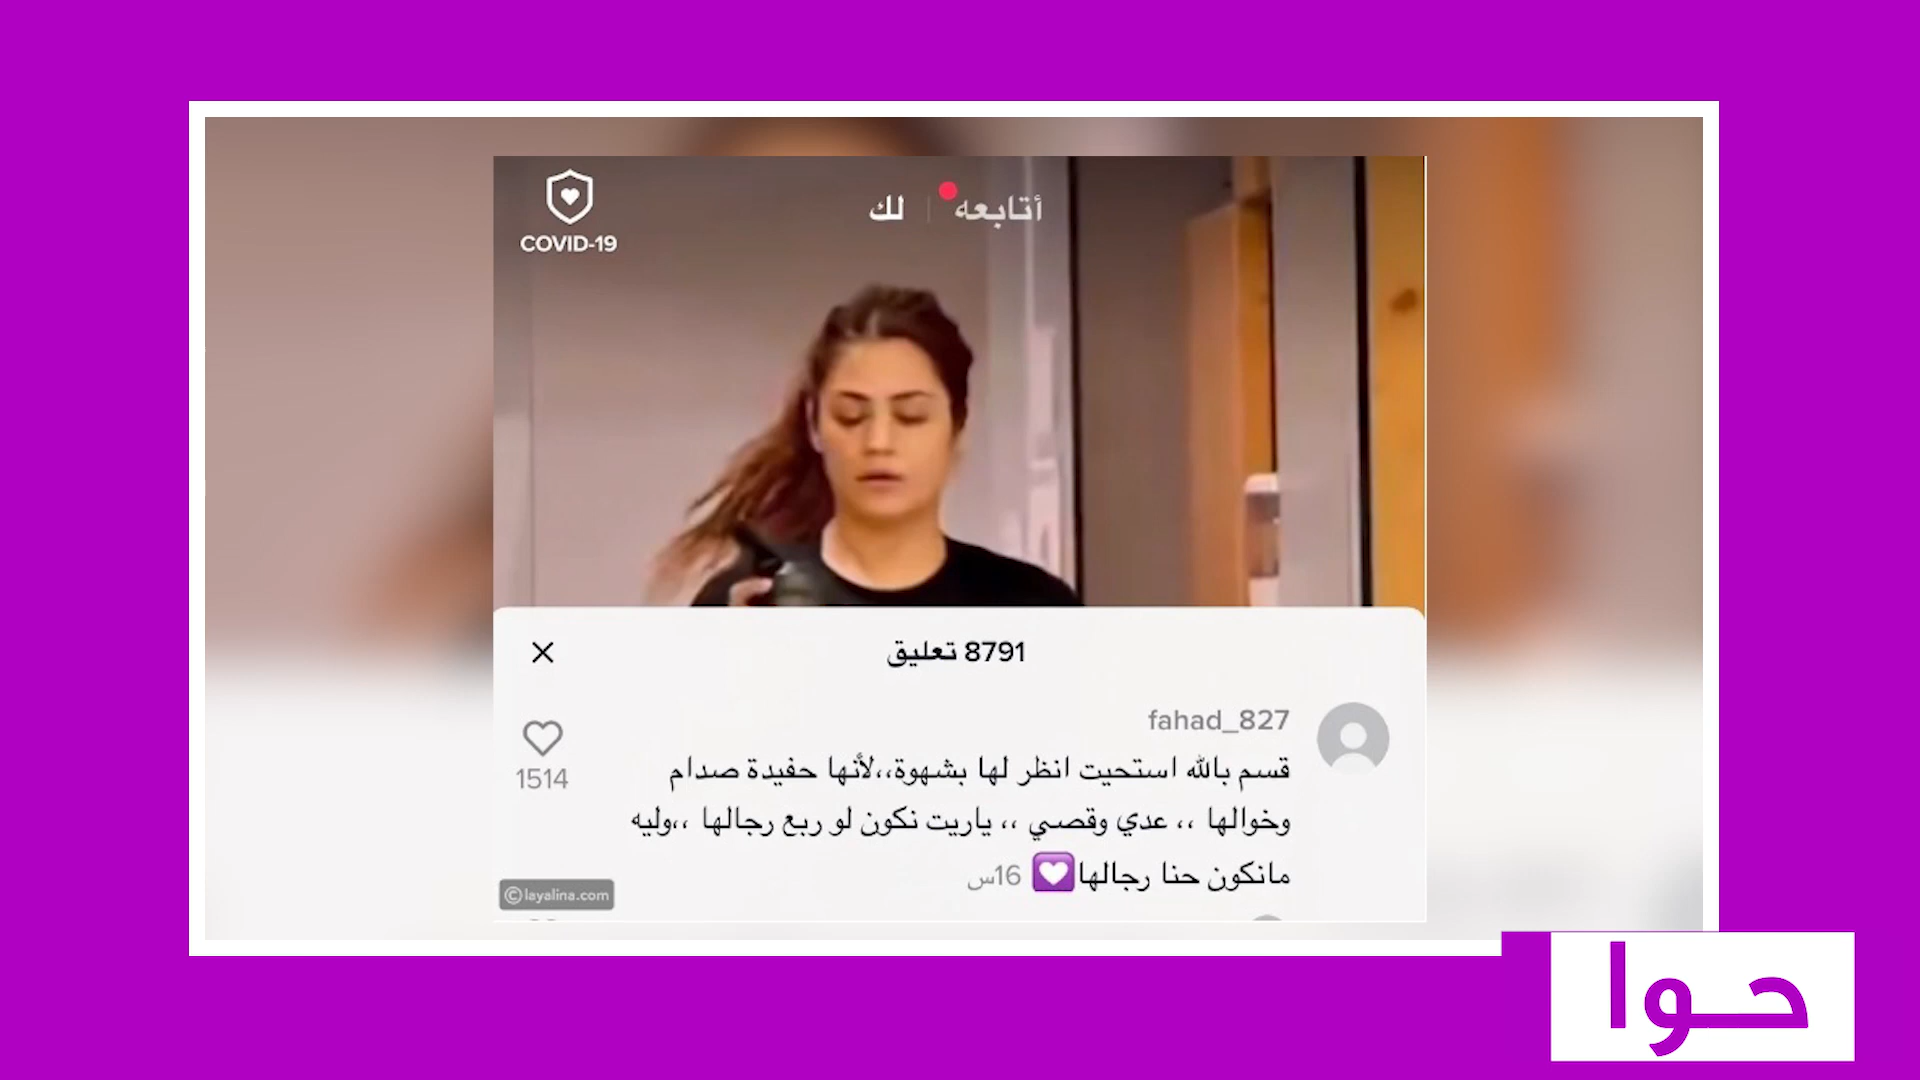 COVID-19
أتابعه | لك
8791 تعليق
fahad_827
قسم بالله استحيت انظر لها بشهوة،،لأنها حفيدة صدام
وخوالها ،، عدي وقصي ،، ياريت نكون لو ربع رجالها ،،وليه
مانكون حنا رجالها💟 16س
1514
©layalina.com
حوا